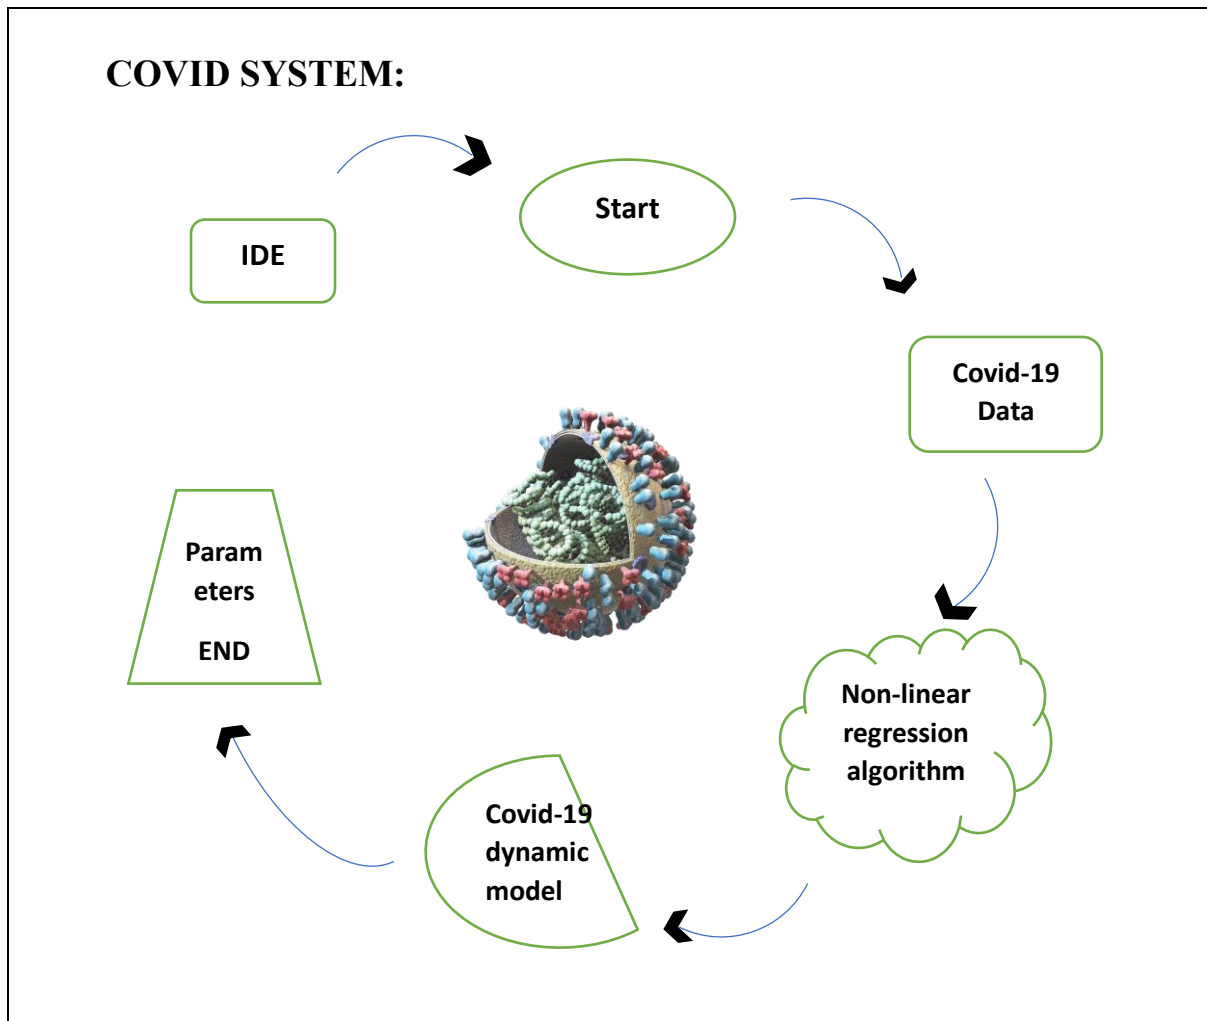 COVID SYSTEM:
IDE
Start
Covid-19
Data
Non-linear
regression
algorithm
Covid-19
dynamic
model
Param
eters
END